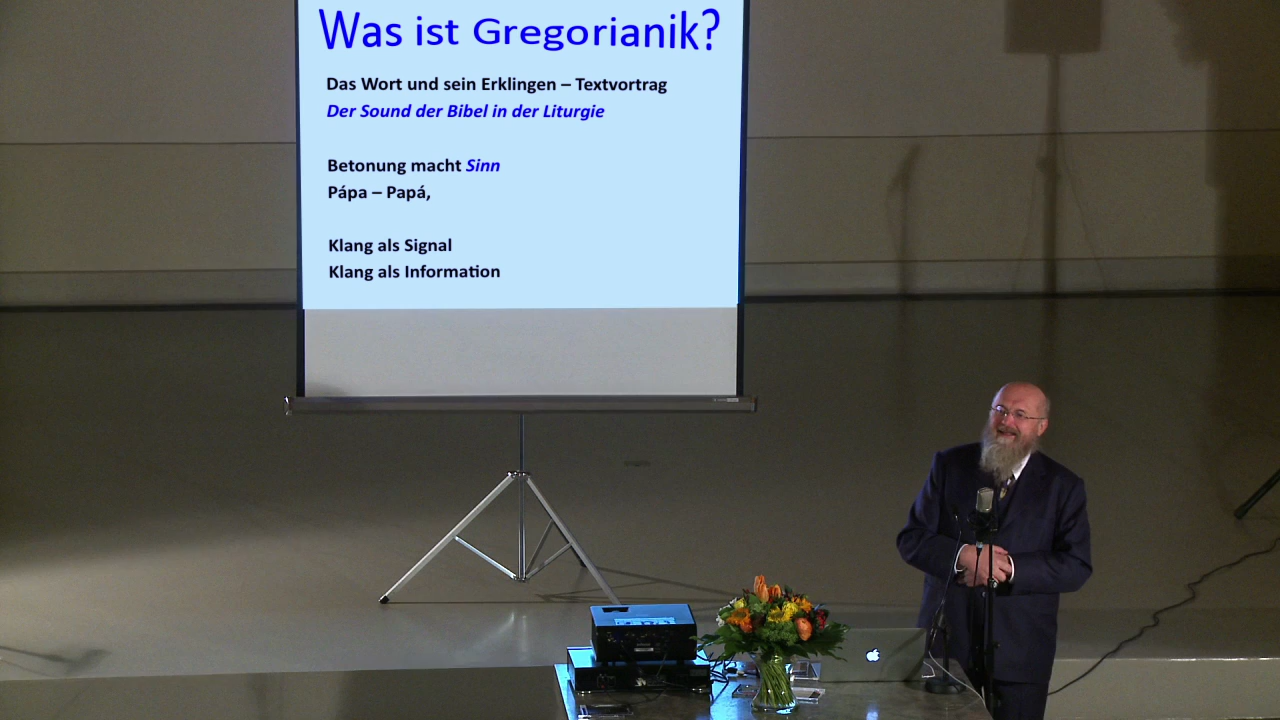 Was ist Gregorianik?
Das Wort und sein Erklingen – Textvortrag
Der Sound der Bibel in der Liturgie
Betonung macht Sinn
Pápa – Papá,
Klang als Signal
Klang als Information